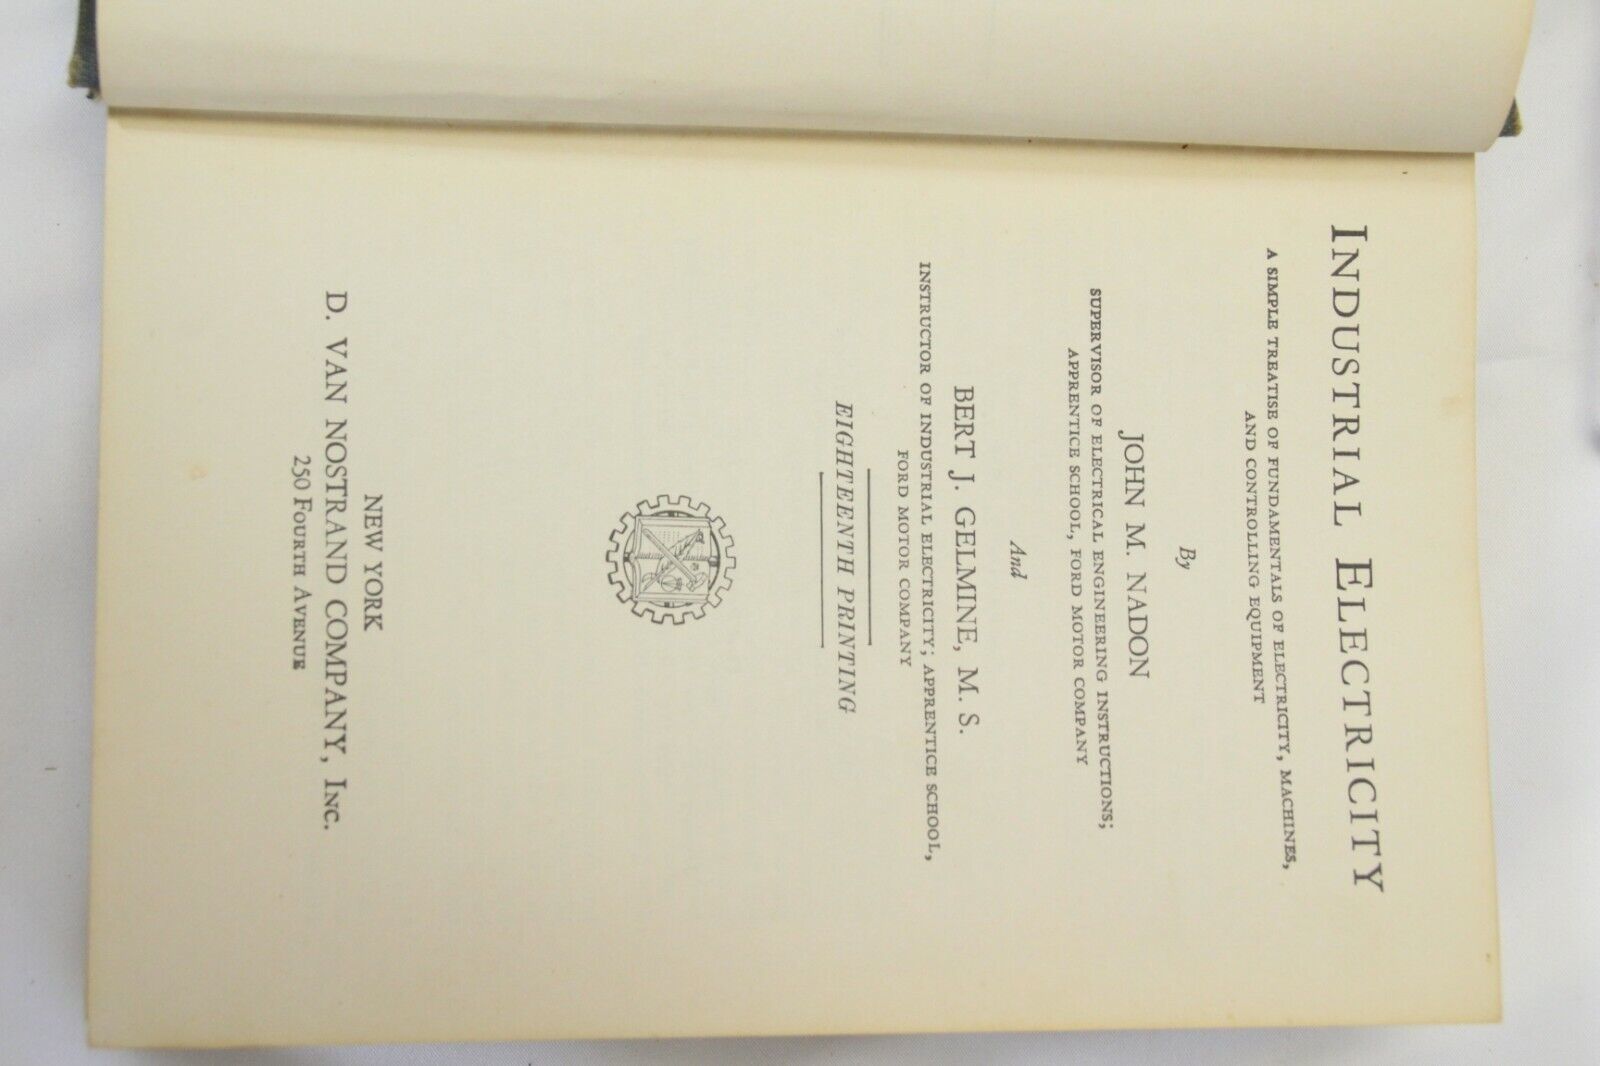 INDUSTRIAL ELECTRICITY
A SIMPLE TREATISE OF FUNDAMENTALS OF ELECTRICITY, MACHINES,
AND CONTROLLING EQUIPMENT
By
JOHN M. NADON
SUPERVISOR OF ELECTRICAL ENGINEERING INSTRUCTIONS;
APPRENTICE SCHOOL, FORD MOTOR COMPANY
And
BERT J. GELMINE, M. S.
INSTRUCTOR OF INDUSTRIAL ELECTRICITY; APPRENTICE SCHOOL,
FORD MOTOR COMPANY
EIGHTEENTH PRINTING
NEW YORK
D. VAN NOSTRAND COMPANY, INC.
250 FOURTH AVENUE